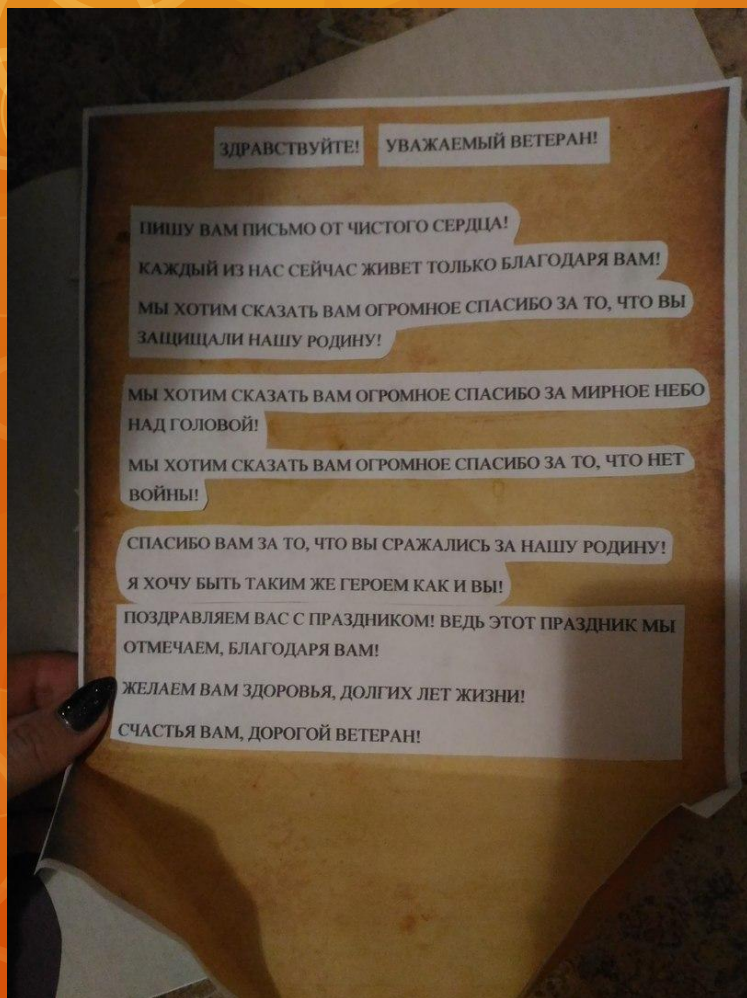 ЗДРАВСТВУЙТЕ! УВАЖАЕМЫЙ ВЕТЕРАН!
ПИШУ ВАМ ПИСЬМО ОТ ЧИСТОГО СЕРДЦА!
КАЖДЫЙ ИЗ НАС СЕЙЧАС ЖИВЕТ ТОЛЬКО БЛАГОДАРЯ ВАМ!
МЫ ХОТИМ СКАЗАТЬ ВАМ ОГРОМНОЕ СПАСИБО ЗА ТО, ЧТО ВЫ
ЗАЩИЩАЛИ НАШУ РОДИНУ!
МЫ ХОТИМ СКАЗАТЬ ВАМ ОГРОМНОЕ СПАСИБО ЗА МИРНОЕ НЕБО
НАД ГОЛОВОЙ!
МЫ ХОТИМ СКАЗАТЬ ВАМ ОГРОМНОЕ СПАСИБО ЗА ТО, ЧТО НЕТ
ВОЙНЫ!
СПАСИБО ВАМ ЗА ТО, ЧТО ВЫ СРАЖАЛИСЬ ЗА НАШУ РОДИНУ!
Я ХОЧУ БЫТЬ ТАКИМ ЖЕ ГЕРОЕМ КАК И ВЫ!
ПОЗДРАВЛЯЕМ ВАС С ПРАЗДНИКОМ! ВЕДЬ ЭТОТ ПРАЗДНИК МЫ
ОТМЕЧАЕМ, БЛАГОДАРЯ ВАМ!
ЖЕЛАЕМ ВАМ ЗДОРОВЬЯ, ДОЛГИХ ЛЕТ ЖИЗНИ!
СЧАСТЬЯ ВАМ, ДОРОГОЙ ВЕТЕРАН!